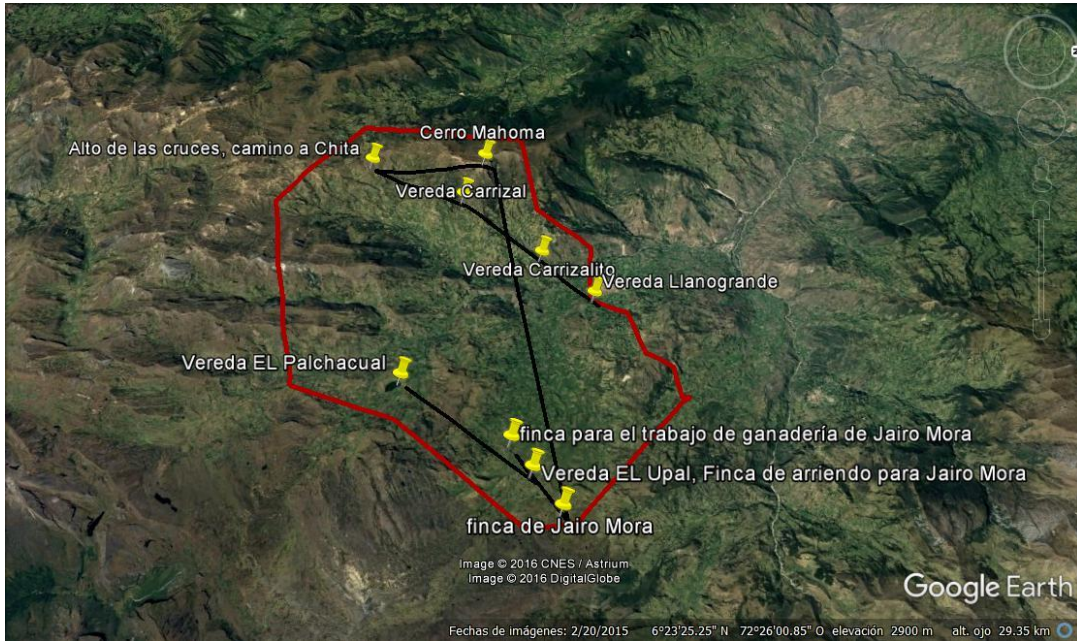 Cerro Mahoma
Alto de las cruces, camino a Chita
Vereda Carrizal
Vereda Carrizalito
Vereda Llanogrande
Vereda EL Palchacual
finca para el trabajo de ganadería de Jairo Mora
Vereda EL Upal, Finca de arriendo para Jairo Mora
finca de Jairo Mora
Image © 2016 CNES / Astrium
Image © 2016 DigitalGlobe
Google Earth
Fechas de imágenes: 2/20/2015 6°23'25.25" N 72°26'00.85" O elevación 2900 m alt. ojo 29.35 km